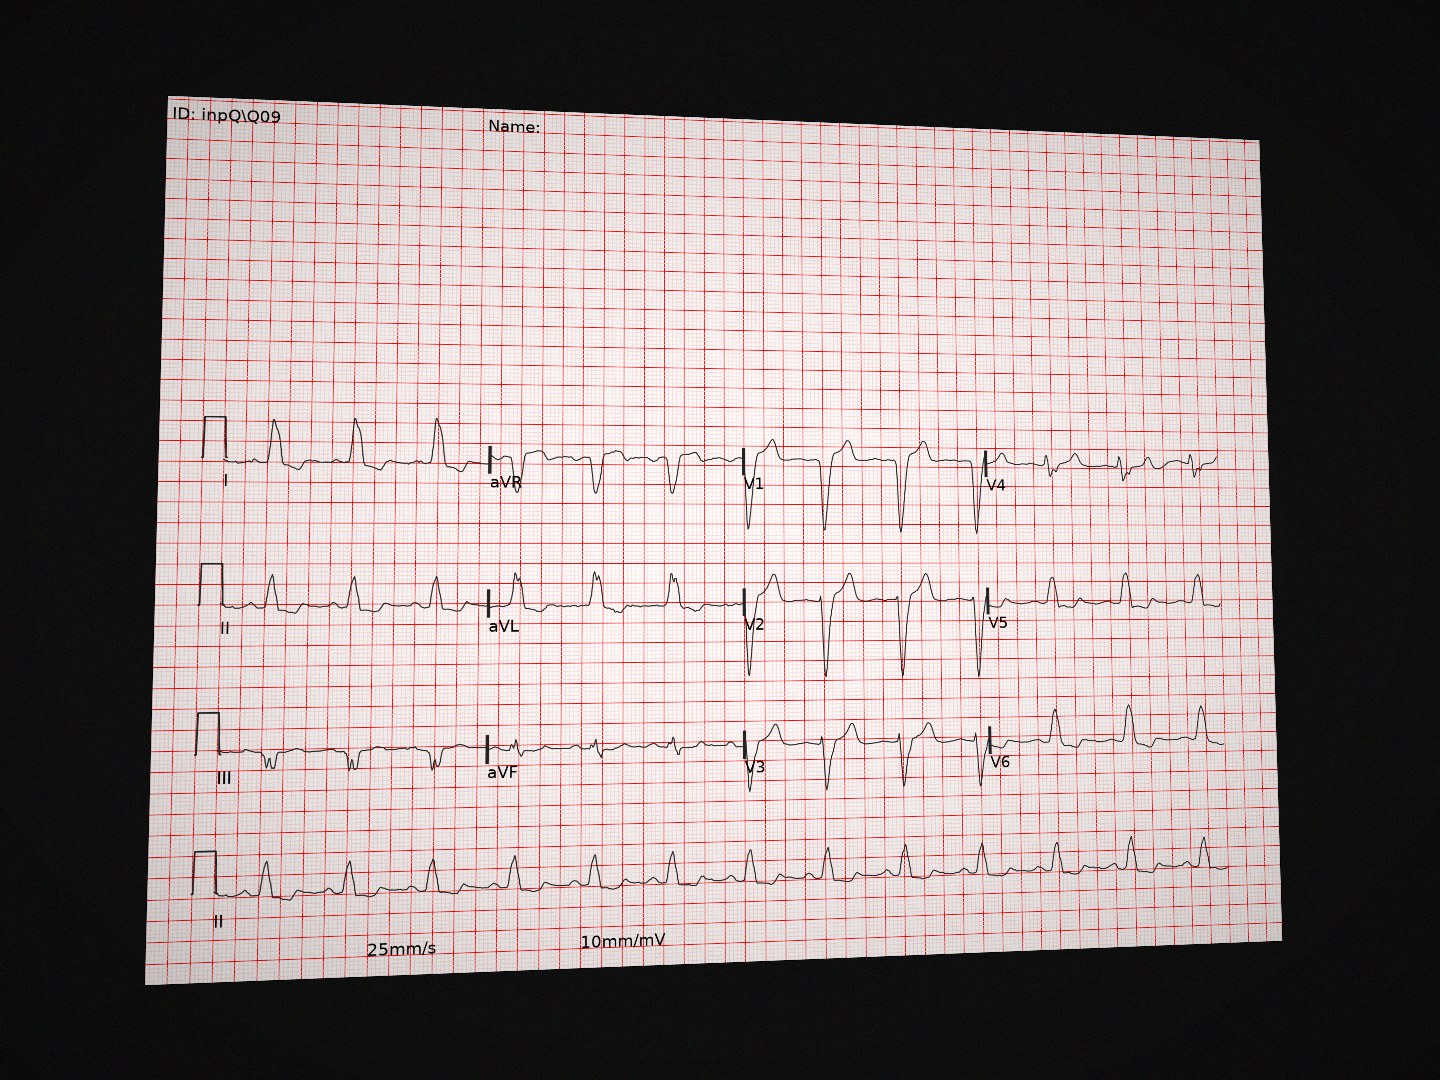 ID: inpQ\Q09
Name:
I aVR V1 V4
II aVL V2 V5
III aVF V3 V6
II
25mm/s 10mm/mV